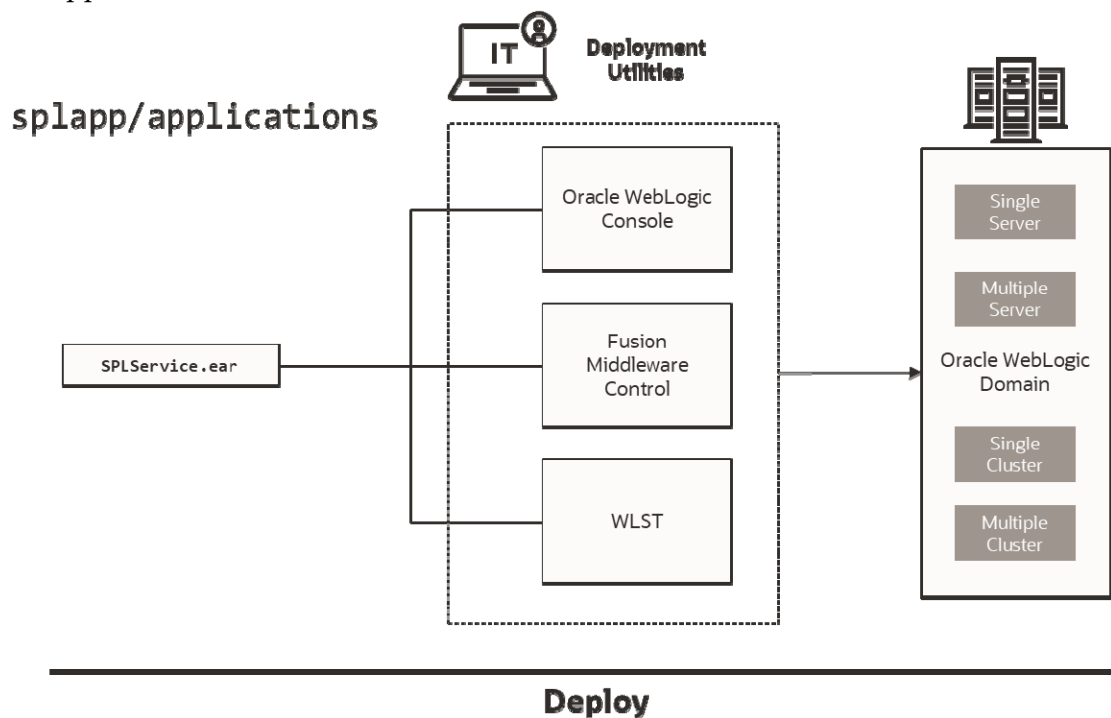 IT
Deployment
Utilities
splapp/applications
Oracle WebLogic
Console
Single
Server
Multiple
Server
SPLService.ear
Fusion
Middleware
Control
Oracle WebLogic
Domain
Single
Cluster
WLST
Multiple
Cluster
Deploy